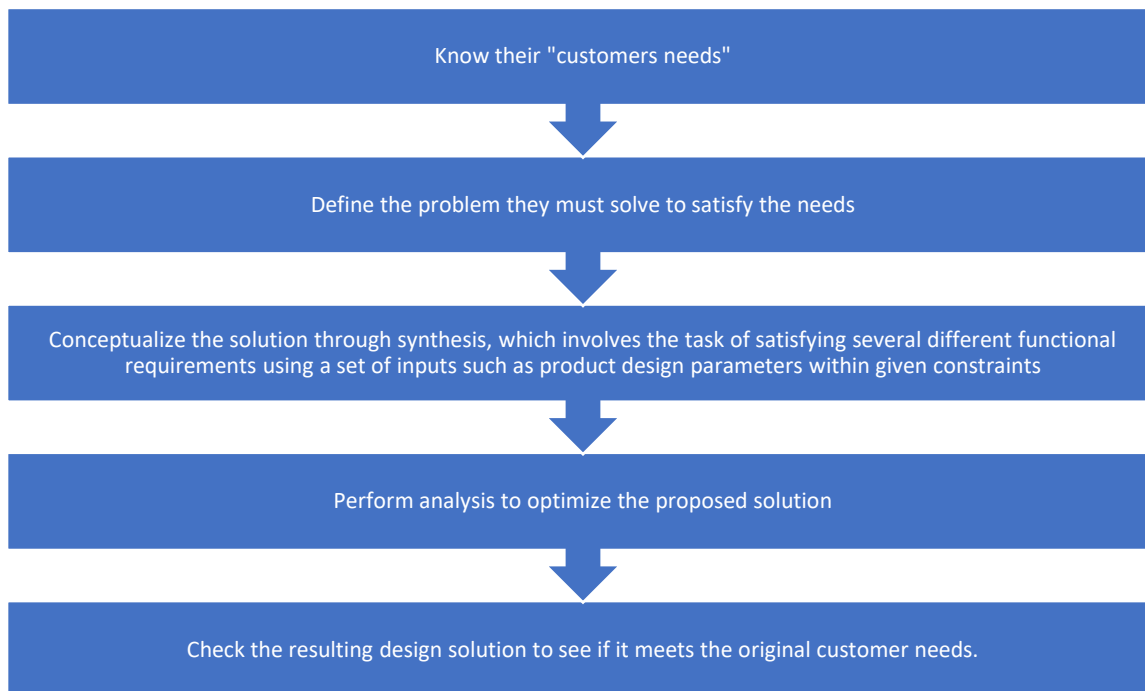 Know their "customers needs"
Define the problem they must solve to satisfy the needs
Conceptualize the solution through synthesis, which involves the task of satisfying several different functional
requirements using a set of inputs such as product design parameters within given constraints
Perform analysis to optimize the proposed solution
Check the resulting design solution to see if it meets the original customer needs.